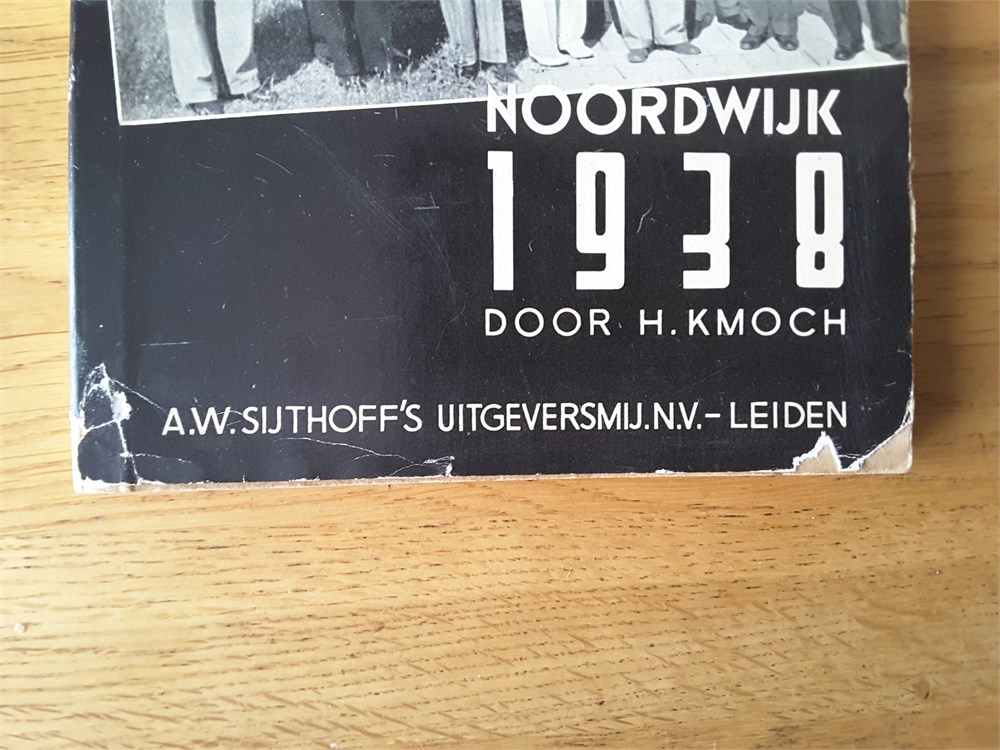 NOORDWIJK
1938
DOOR H. KMOCH
A.W. SIJTHOFF'S UITGEVERSMIJ. N.V. – LEIDEN